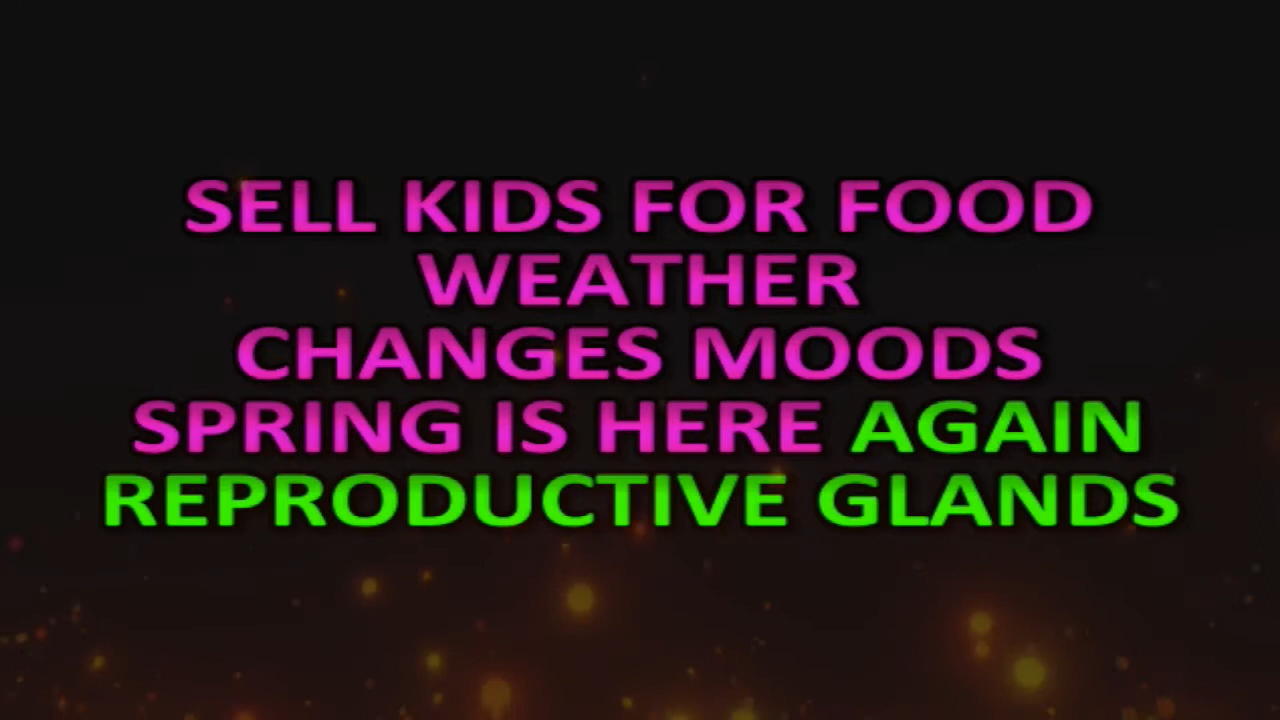 SELL KIDS FOR FOOD
WEATHER
CHANGES MOODS
SPRING IS HERE AGAIN
REPRODUCTIVE GLANDS